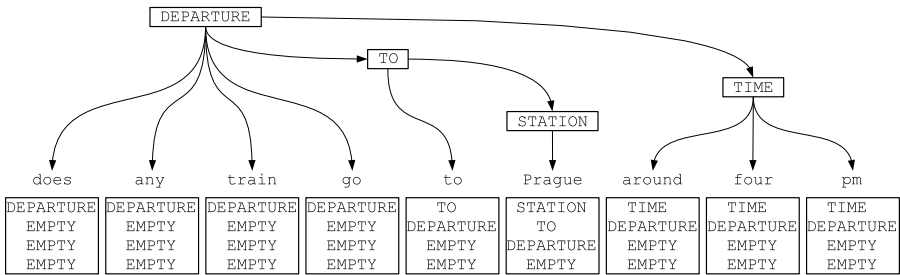 DEPARTURE
TO
TIME
STATION
does any train go to Prague around four pm
DEPARTURE DEPARTURE DEPARTURE DEPARTURE TO STATION TIME TIME TIME
EMPTY EMPTY EMPTY EMPTY DEPARTURE TO DEPARTURE DEPARTURE DEPARTURE
EMPTY EMPTY EMPTY EMPTY EMPTY DEPARTURE EMPTY EMPTY EMPTY
EMPTY EMPTY EMPTY EMPTY EMPTY EMPTY EMPTY EMPTY EMPTY